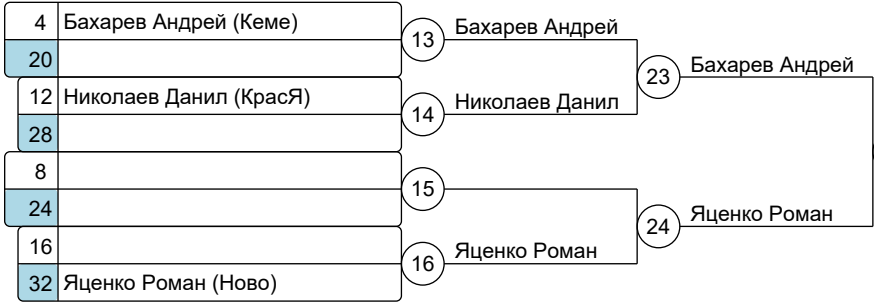 4 Бахарев Андрей (Кеме)
20
13 Бахарев Андрей
12 Николаев Данил (КрасЯ)
28
14 Николаев Данил
23 Бахарев Андрей
8
24
15
16
32 Яценко Роман (Ново)
16 Яценко Роман
24 Яценко Роман